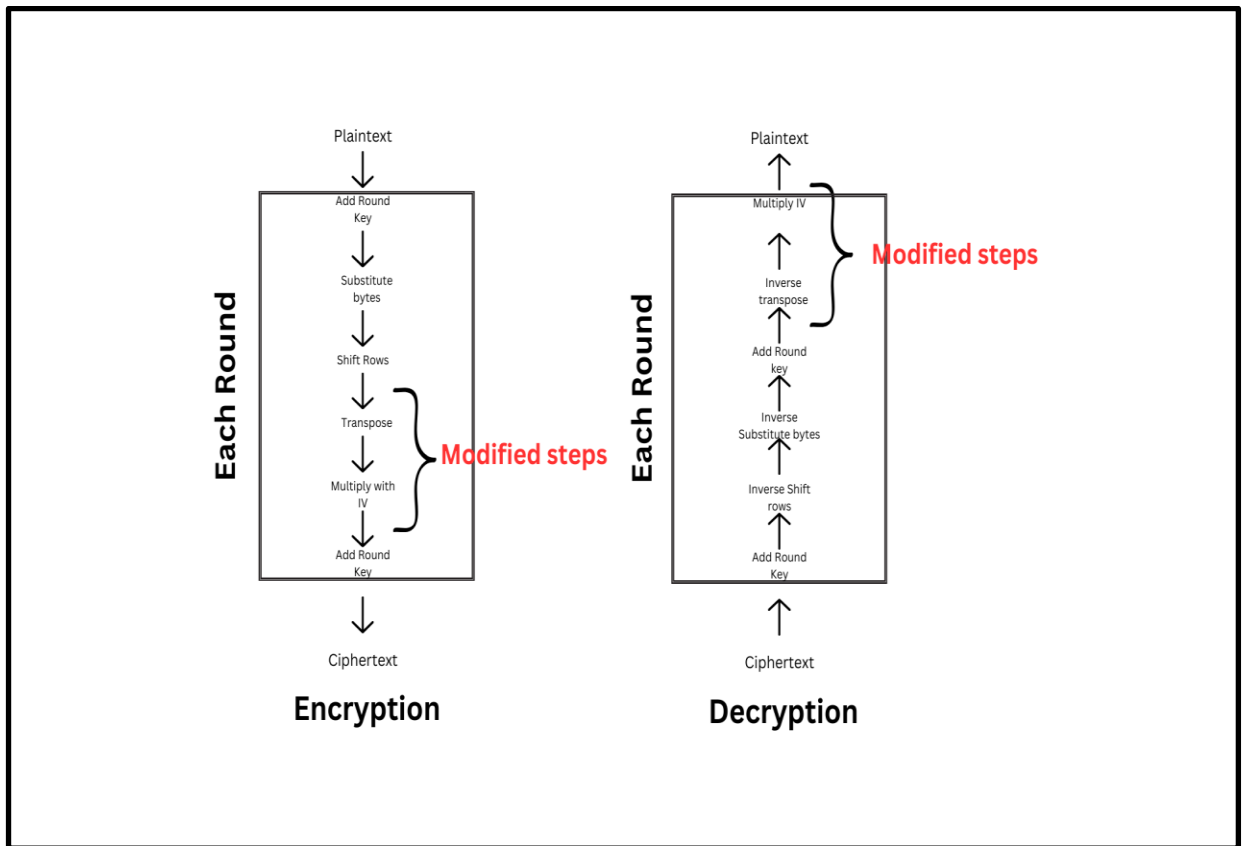 Plaintext
Add Round
Key
Substitute
bytes
Shift Rows
Transpose
Multiply with
IV
Add Round
Key
Ciphertext
Each Round
Modified steps
Encryption
Plaintext
Multiply IV
Inverse
transpose
Add Round
key
Inverse
Substitute bytes
Inverse Shift
rows
Add Round
Key
Ciphertext
Each Round
Modified steps
Decryption